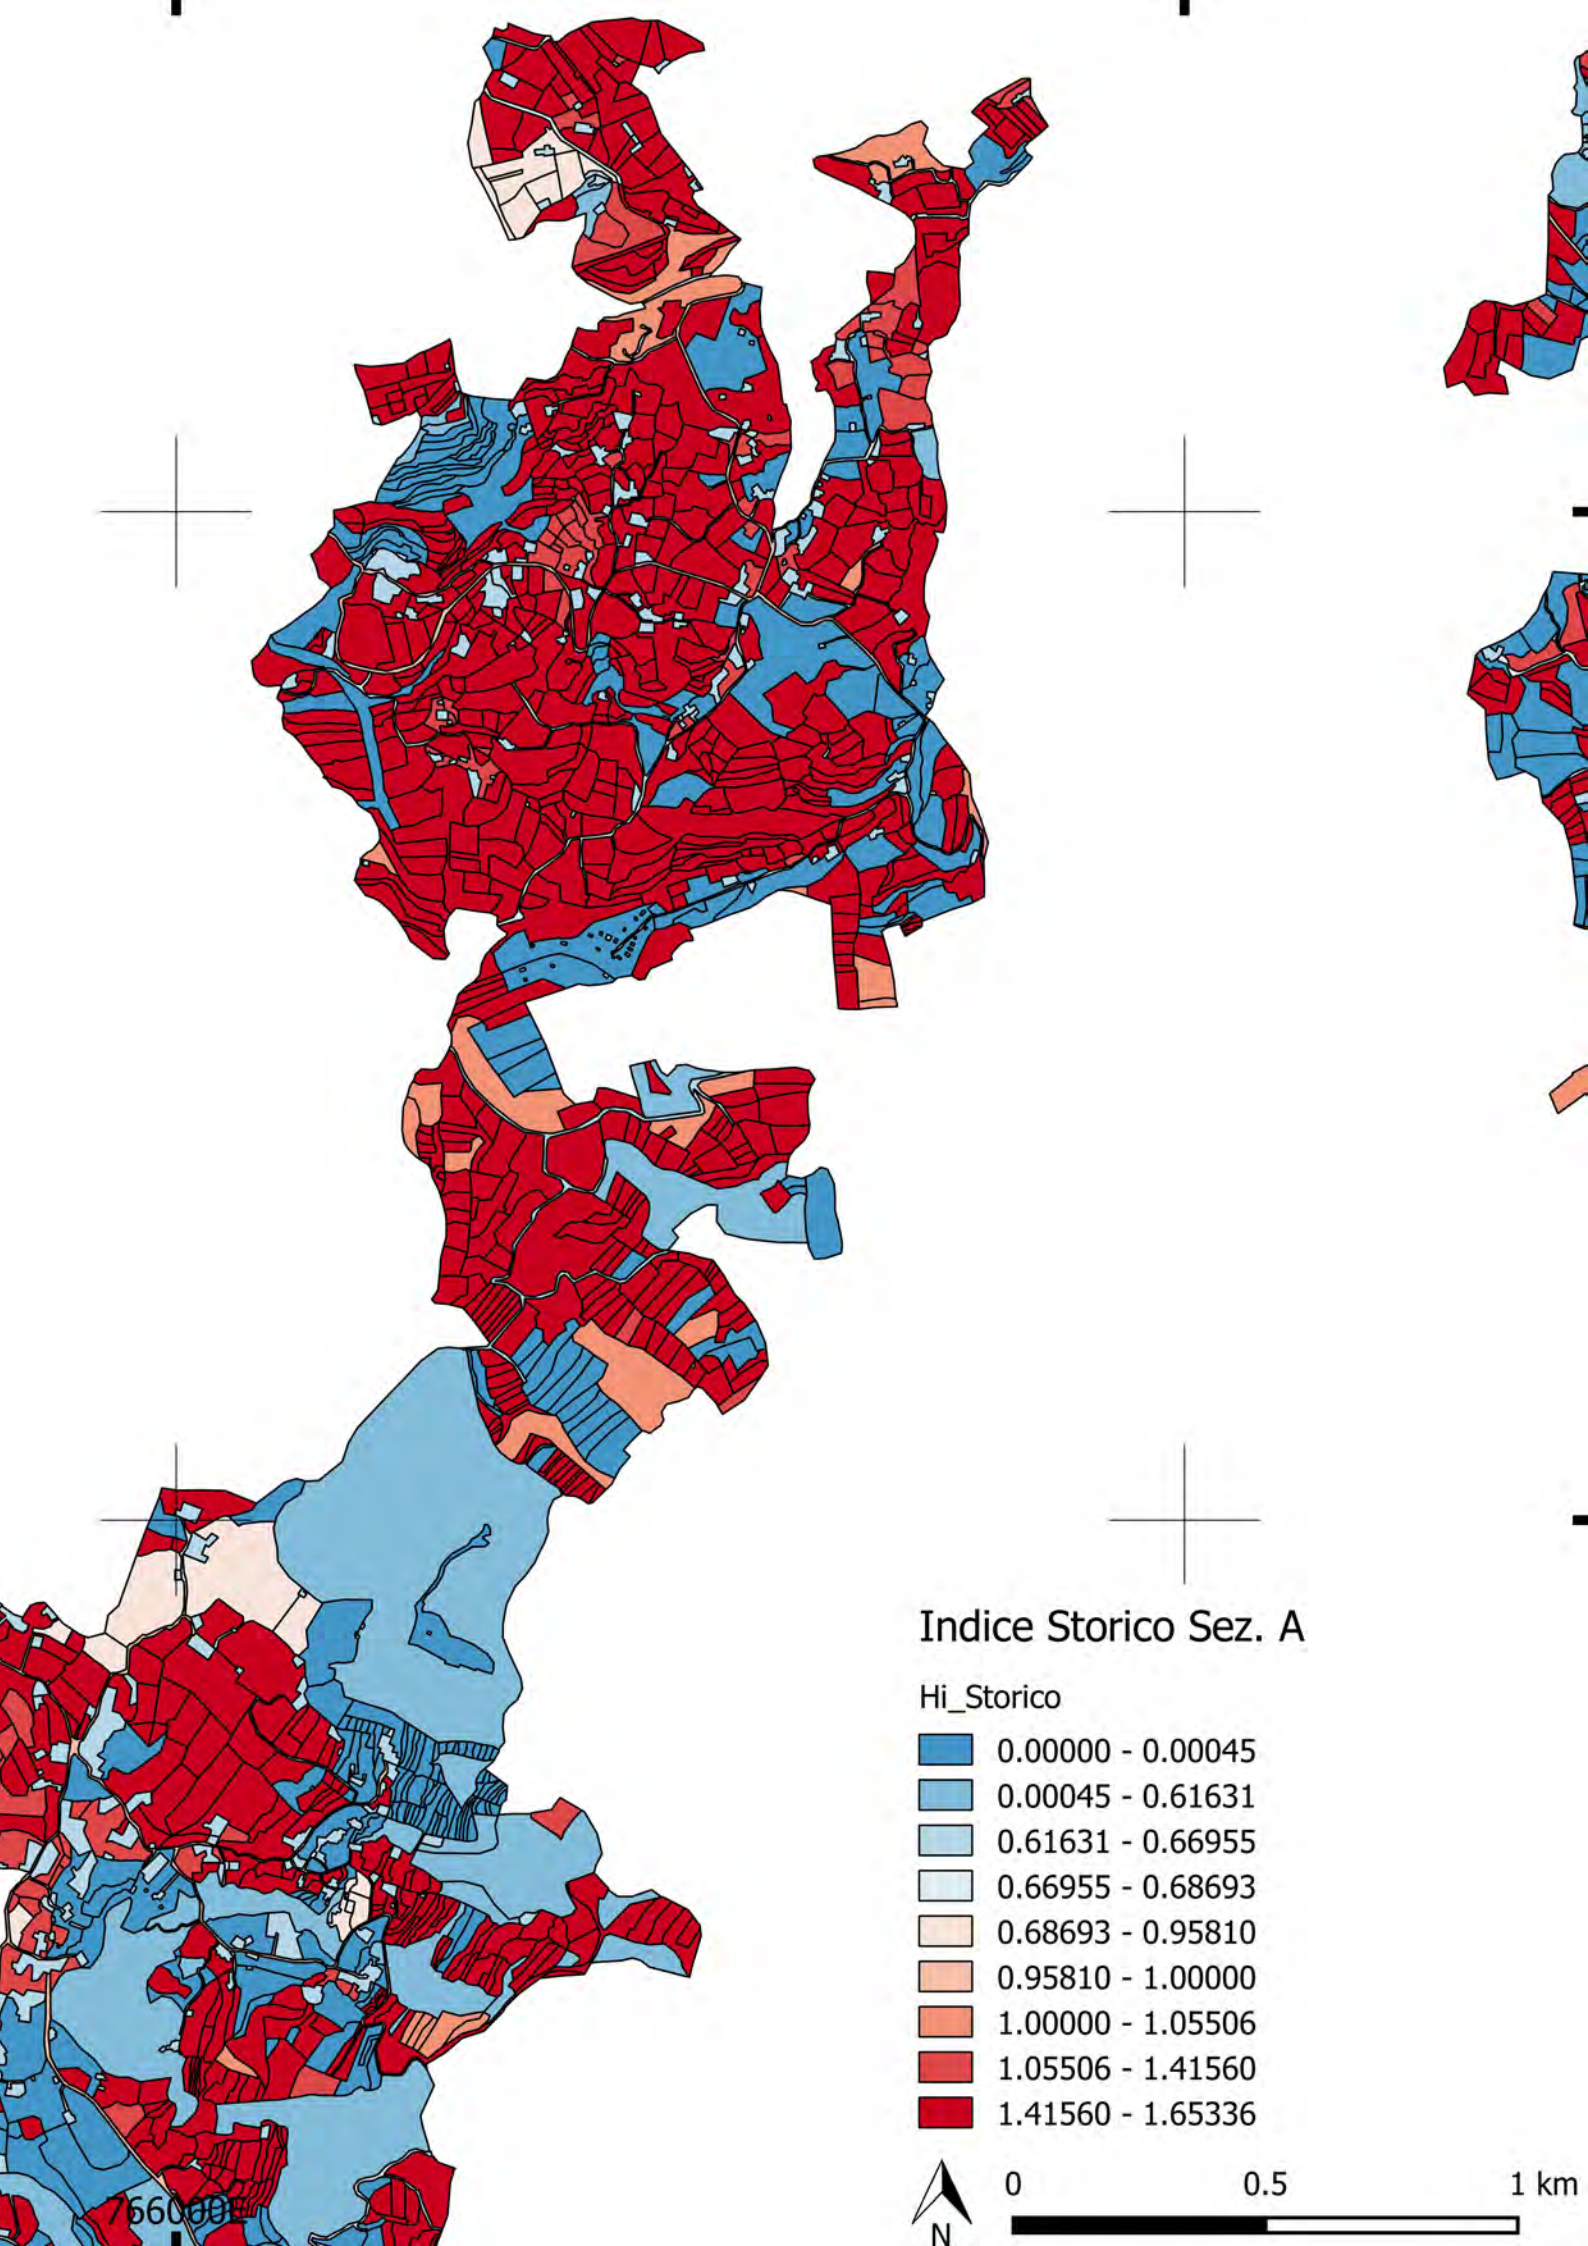 Indice Storico Sez. A
Hi_Storico
0.00000 - 0.00045
0.00045 - 0.61631
0.61631 - 0.66955
0.66955 - 0.68693
0.68693 - 0.95810
0.95810 - 1.00000
1.00000 - 1.05506
1.05506 - 1.41560
1.41560 - 1.65336
0 0.5 1 km
N
766000E